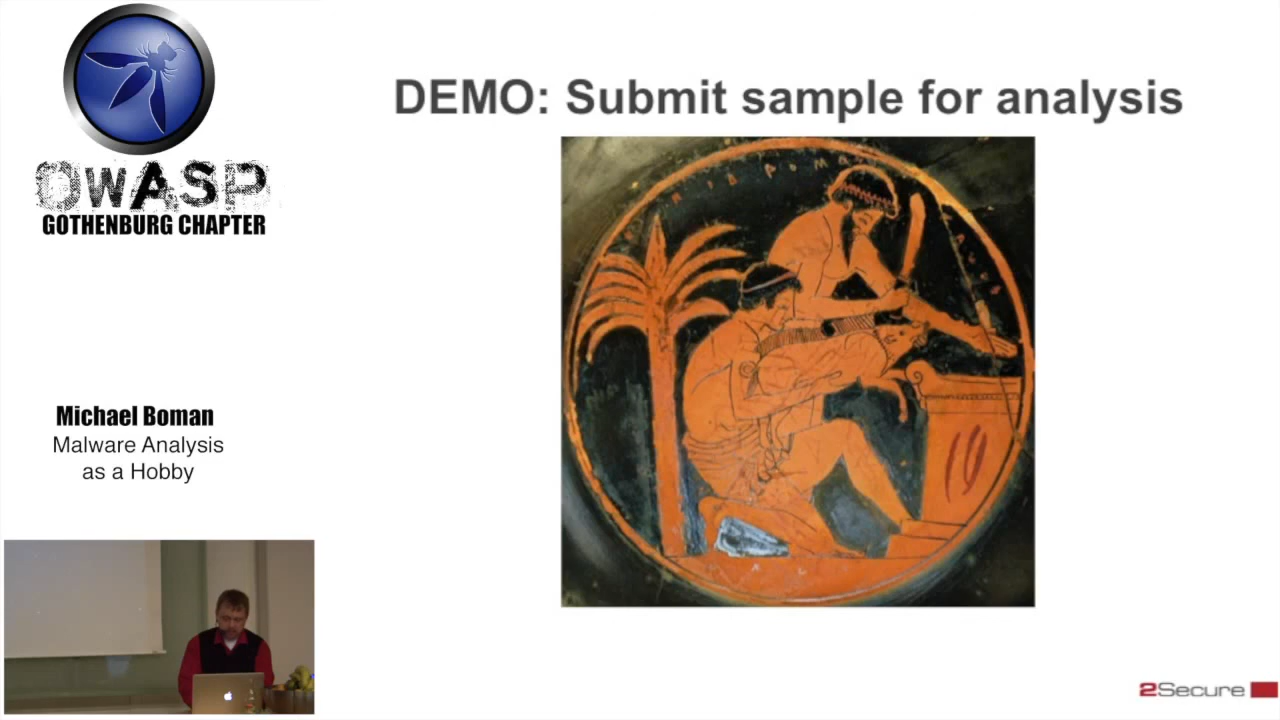 OWASP
GOTHENBURG CHAPTER
DEMO: Submit sample for analysis
Michael Boman
Malware Analysis
as a Hobby
2Secure